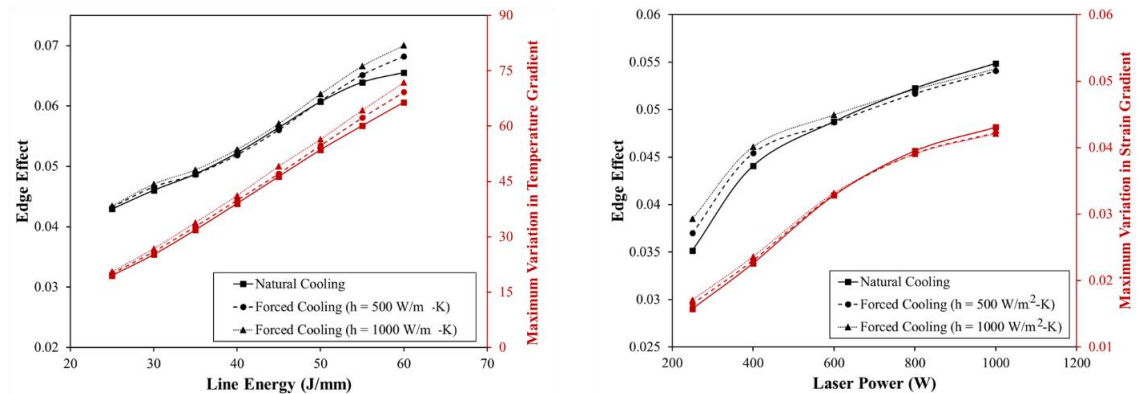 0.07
0.06
0.05
0.04
0.03
0.02
Edge Effect
90
75
60
45
30
15
0
Maximum Variation in Temperature Gradient
Natural Cooling
Forced Cooling (h = 500 W/m -K)
Forced Cooling (h = 1000 W/m -K)
20 30 40 50 60 70
Line Energy (J/mm)
0.06
0.055
0.05
0.045
0.04
0.035
0.03
0.025
Edge Effect
0.06
0.05
0.04
0.03
0.02
0.01
Maximum Variation in Strain Gradient
Natural Cooling
Forced Cooling (h = 500 W/m²-K)
Forced Cooling (h = 1000 W/m²-K)
200 400 600 800 1000 1200
Laser Power (W)